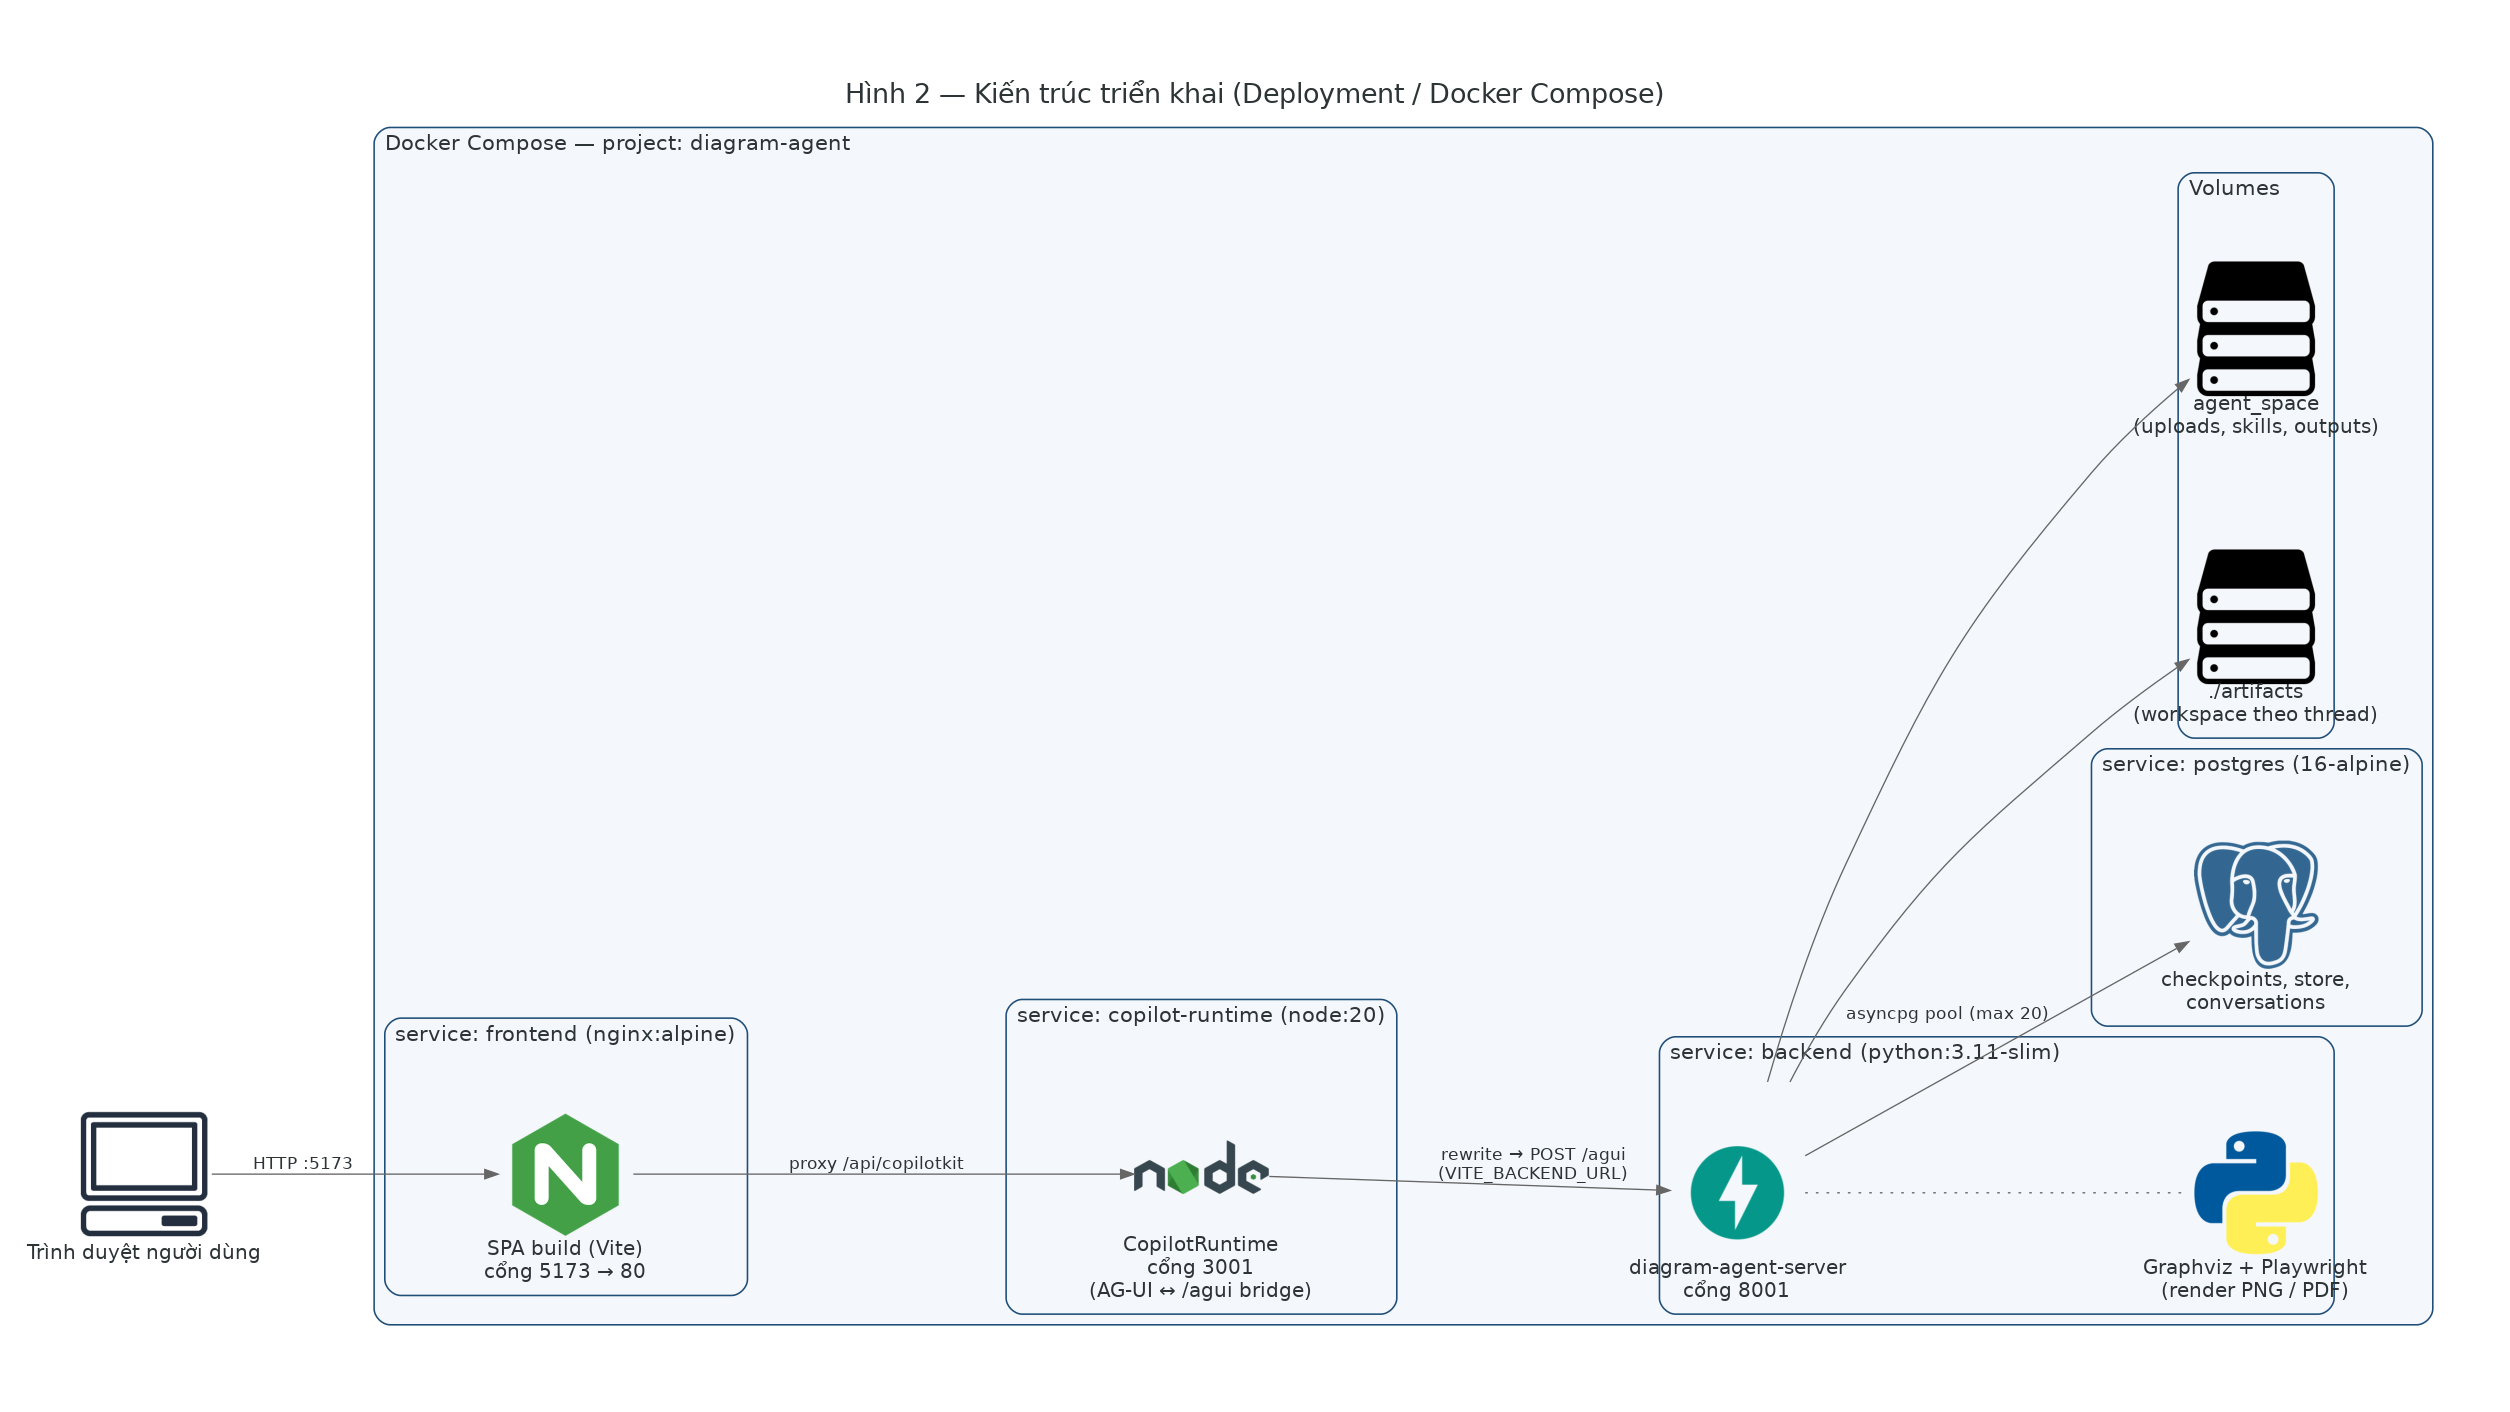 Hình 2 — Kiến trúc triển khai (Deployment / Docker Compose)
Docker Compose — project: diagram-agent
Volumes
agent_space
(uploads, skills, outputs)
./artifacts
(workspace theo thread)
service: postgres (16-alpine)
checkpoints, store,
conversations
asyncpg pool (max 20)
service: frontend (nginx:alpine)
service: copilot-runtime (node:20)
service: backend (python:3.11-slim)
HTTP :5173
proxy /api/copilotkit
rewrite → POST /agui
(VITE_BACKEND_URL)
node
Trình duyệt người dùng
SPA build (Vite)
cổng 5173 → 80
CopilotRuntime
cổng 3001
(AG-UI ↔ /agui bridge)
diagram-agent-server
cổng 8001
Graphviz + Playwright
(render PNG / PDF)